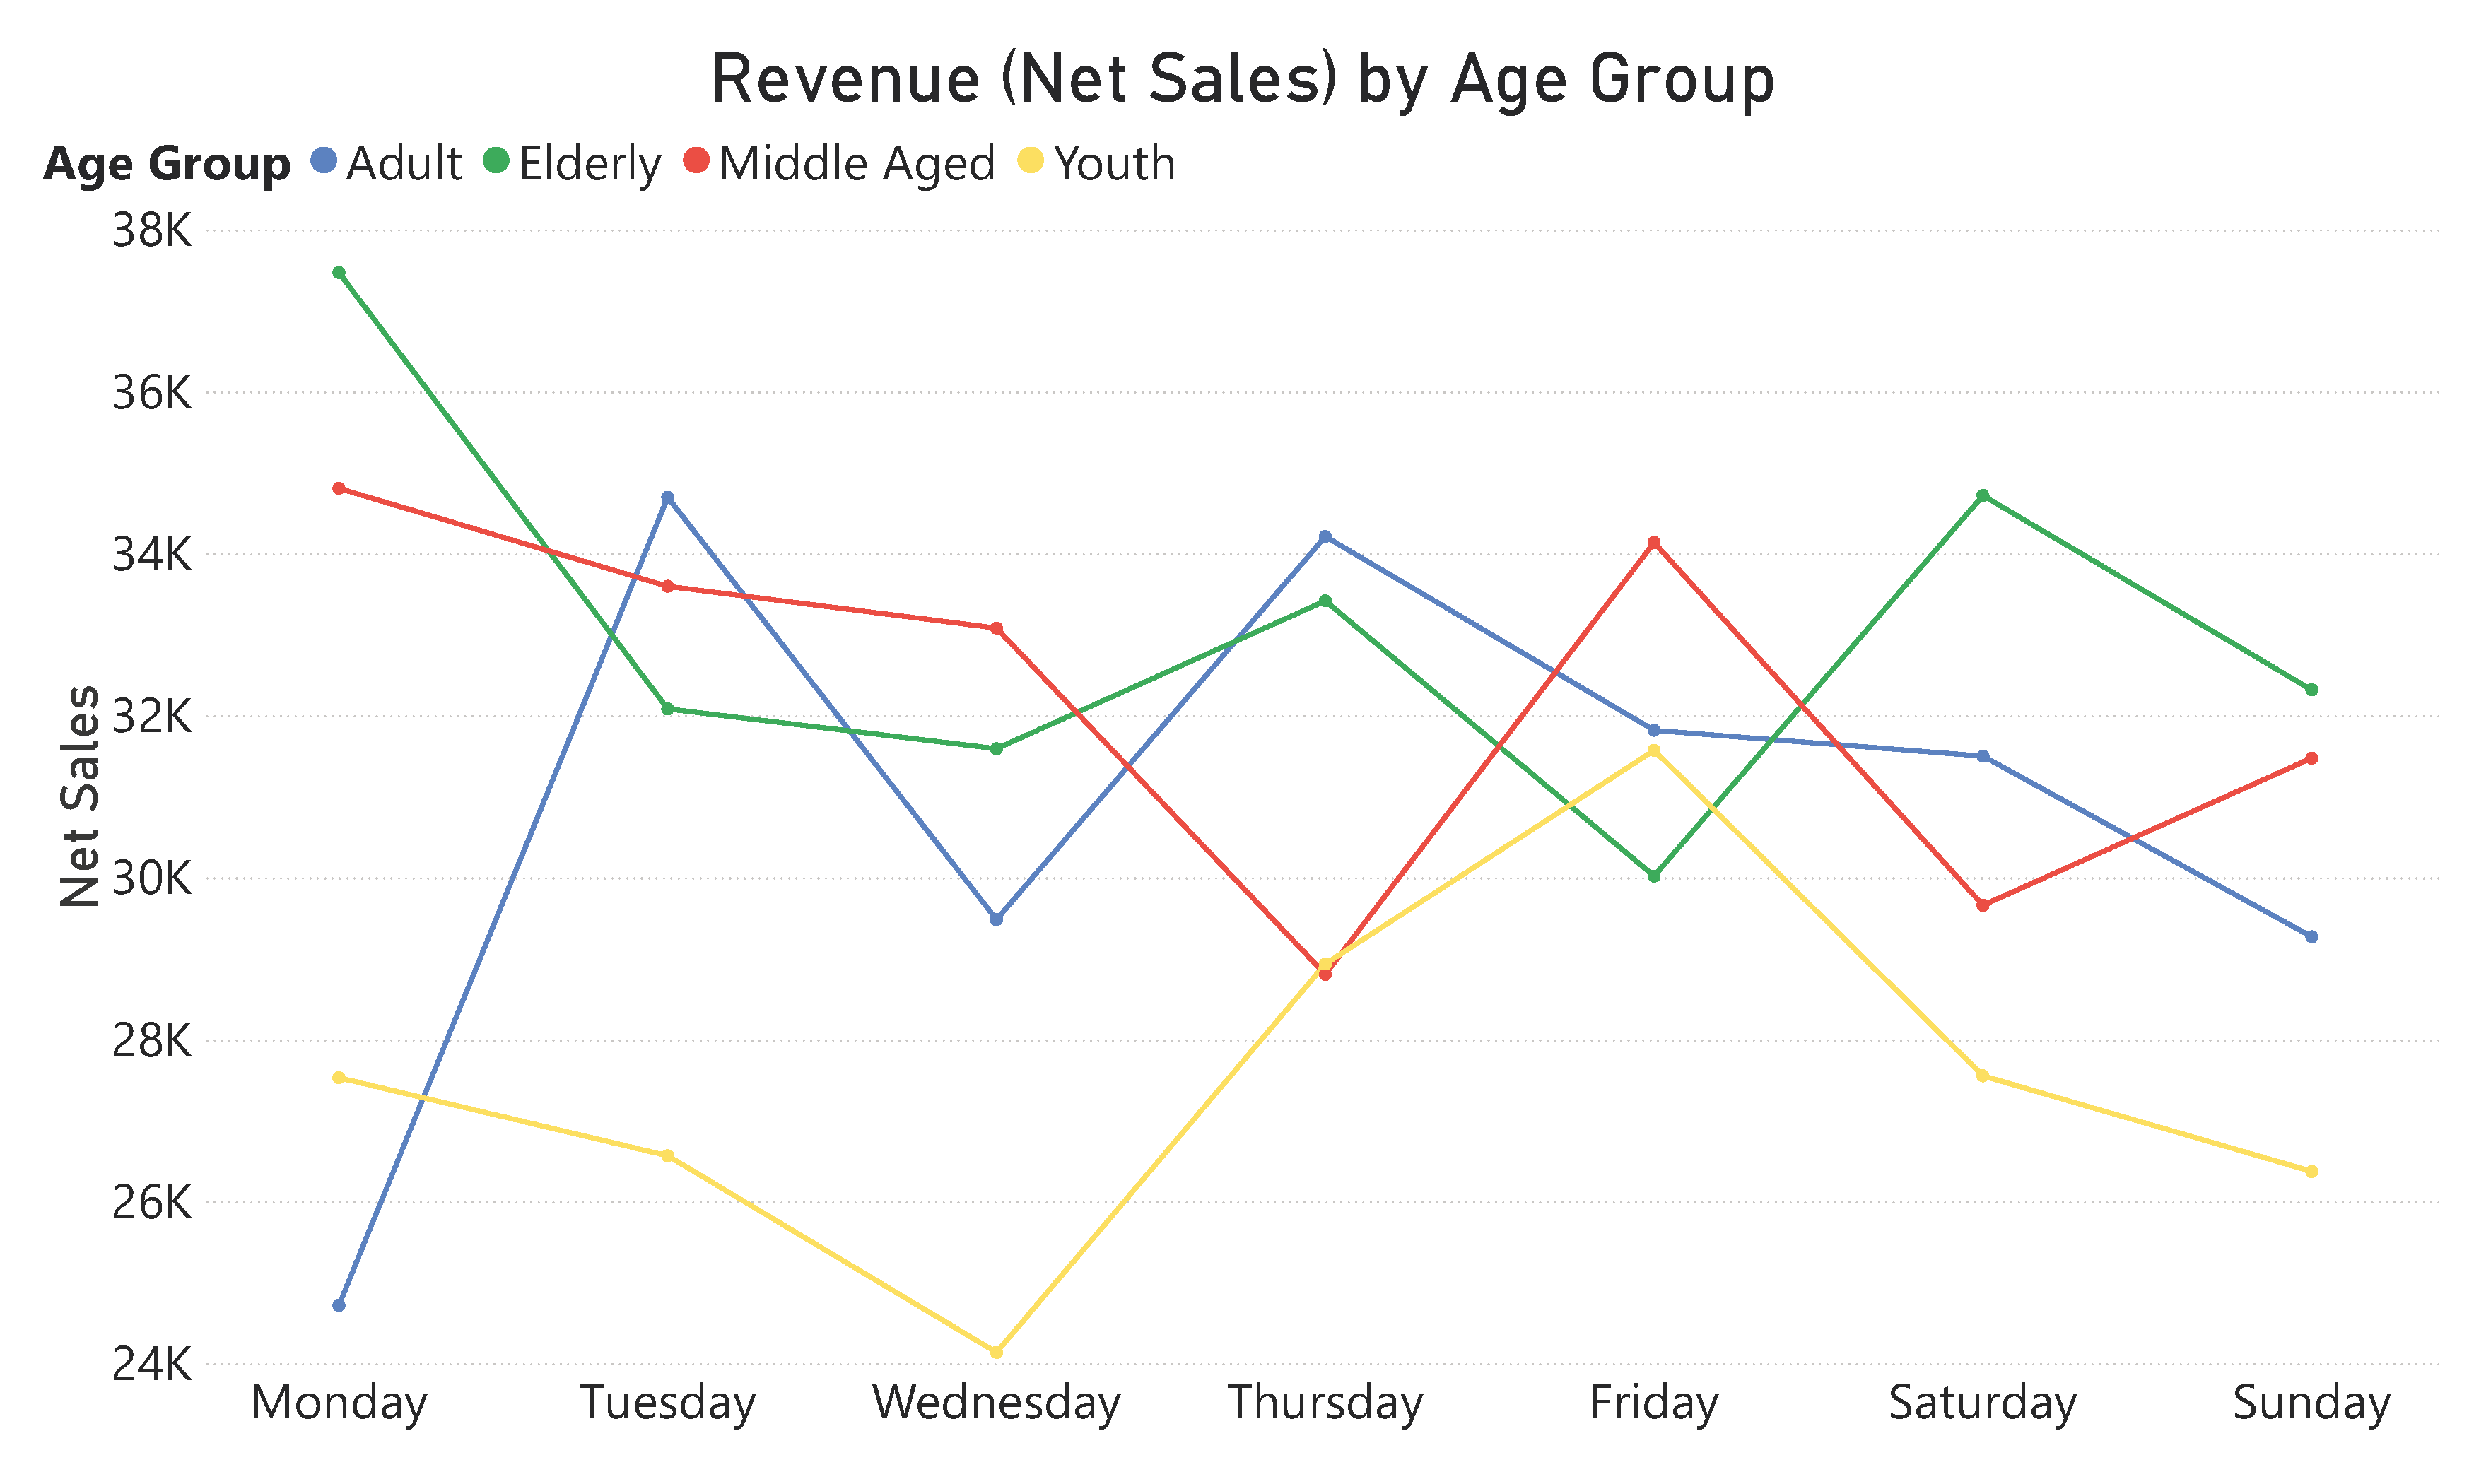 Revenue (Net Sales) by Age Group
Age Group Adult Elderly Middle Aged Youth
38K
36K
34K
32K
30K
28K
26K
24K
Net Sales
Monday Tuesday Wednesday Thursday Friday Saturday Sunday